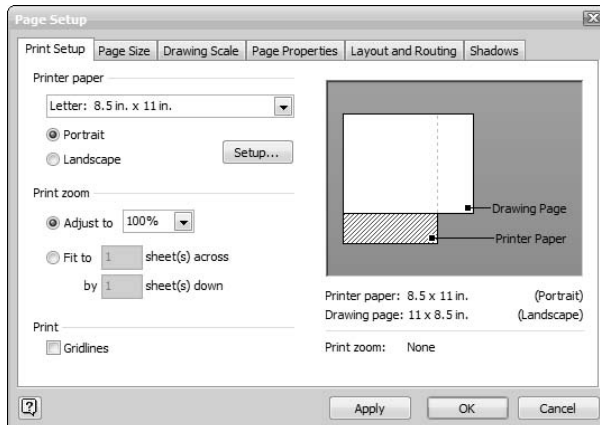 Page Setup
Print Setup
Page Size
Drawing Scale
Page Properties
Layout and Routing
Shadows
Printer paper
Letter: 8.5 in. x 11 in.
Portrait
Landscape
Setup...
Print zoom
Adjust to 100%
Fit to 1 sheet(s) across
by 1 sheet(s) down
Print
Gridlines
Drawing Page
Printer Paper
Printer paper: 8.5 x 11 in. (Portrait)
Drawing page: 11 x 8.5 in. (Landscape)
Print zoom: None
?
Apply
OK
Cancel